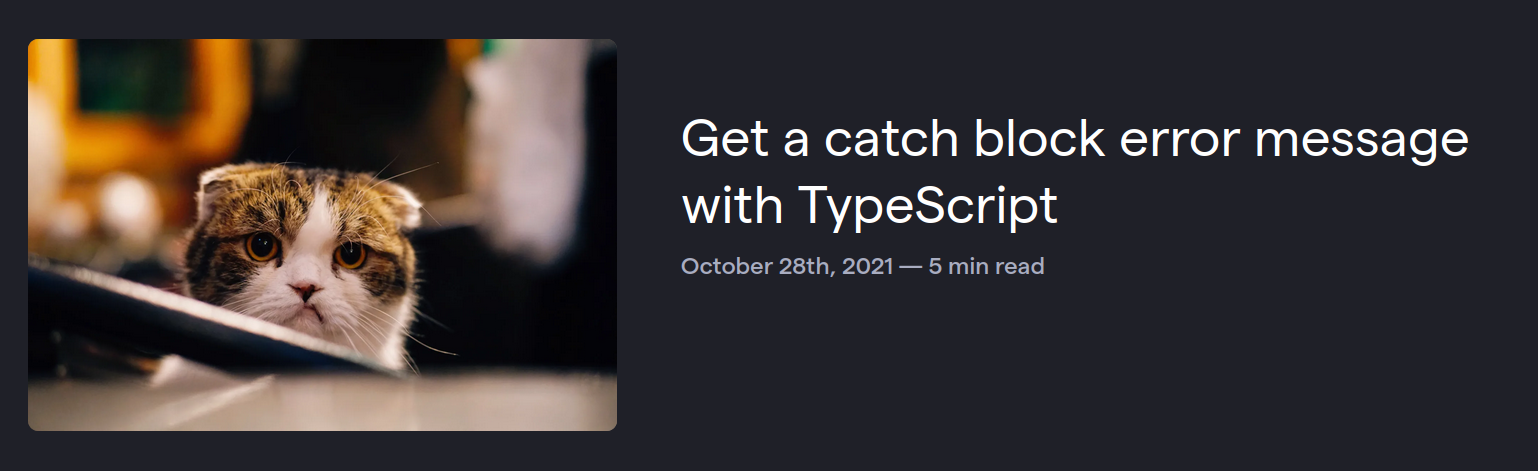 Get a catch block error message
with TypeScript
October 28th, 2021 — 5 min read